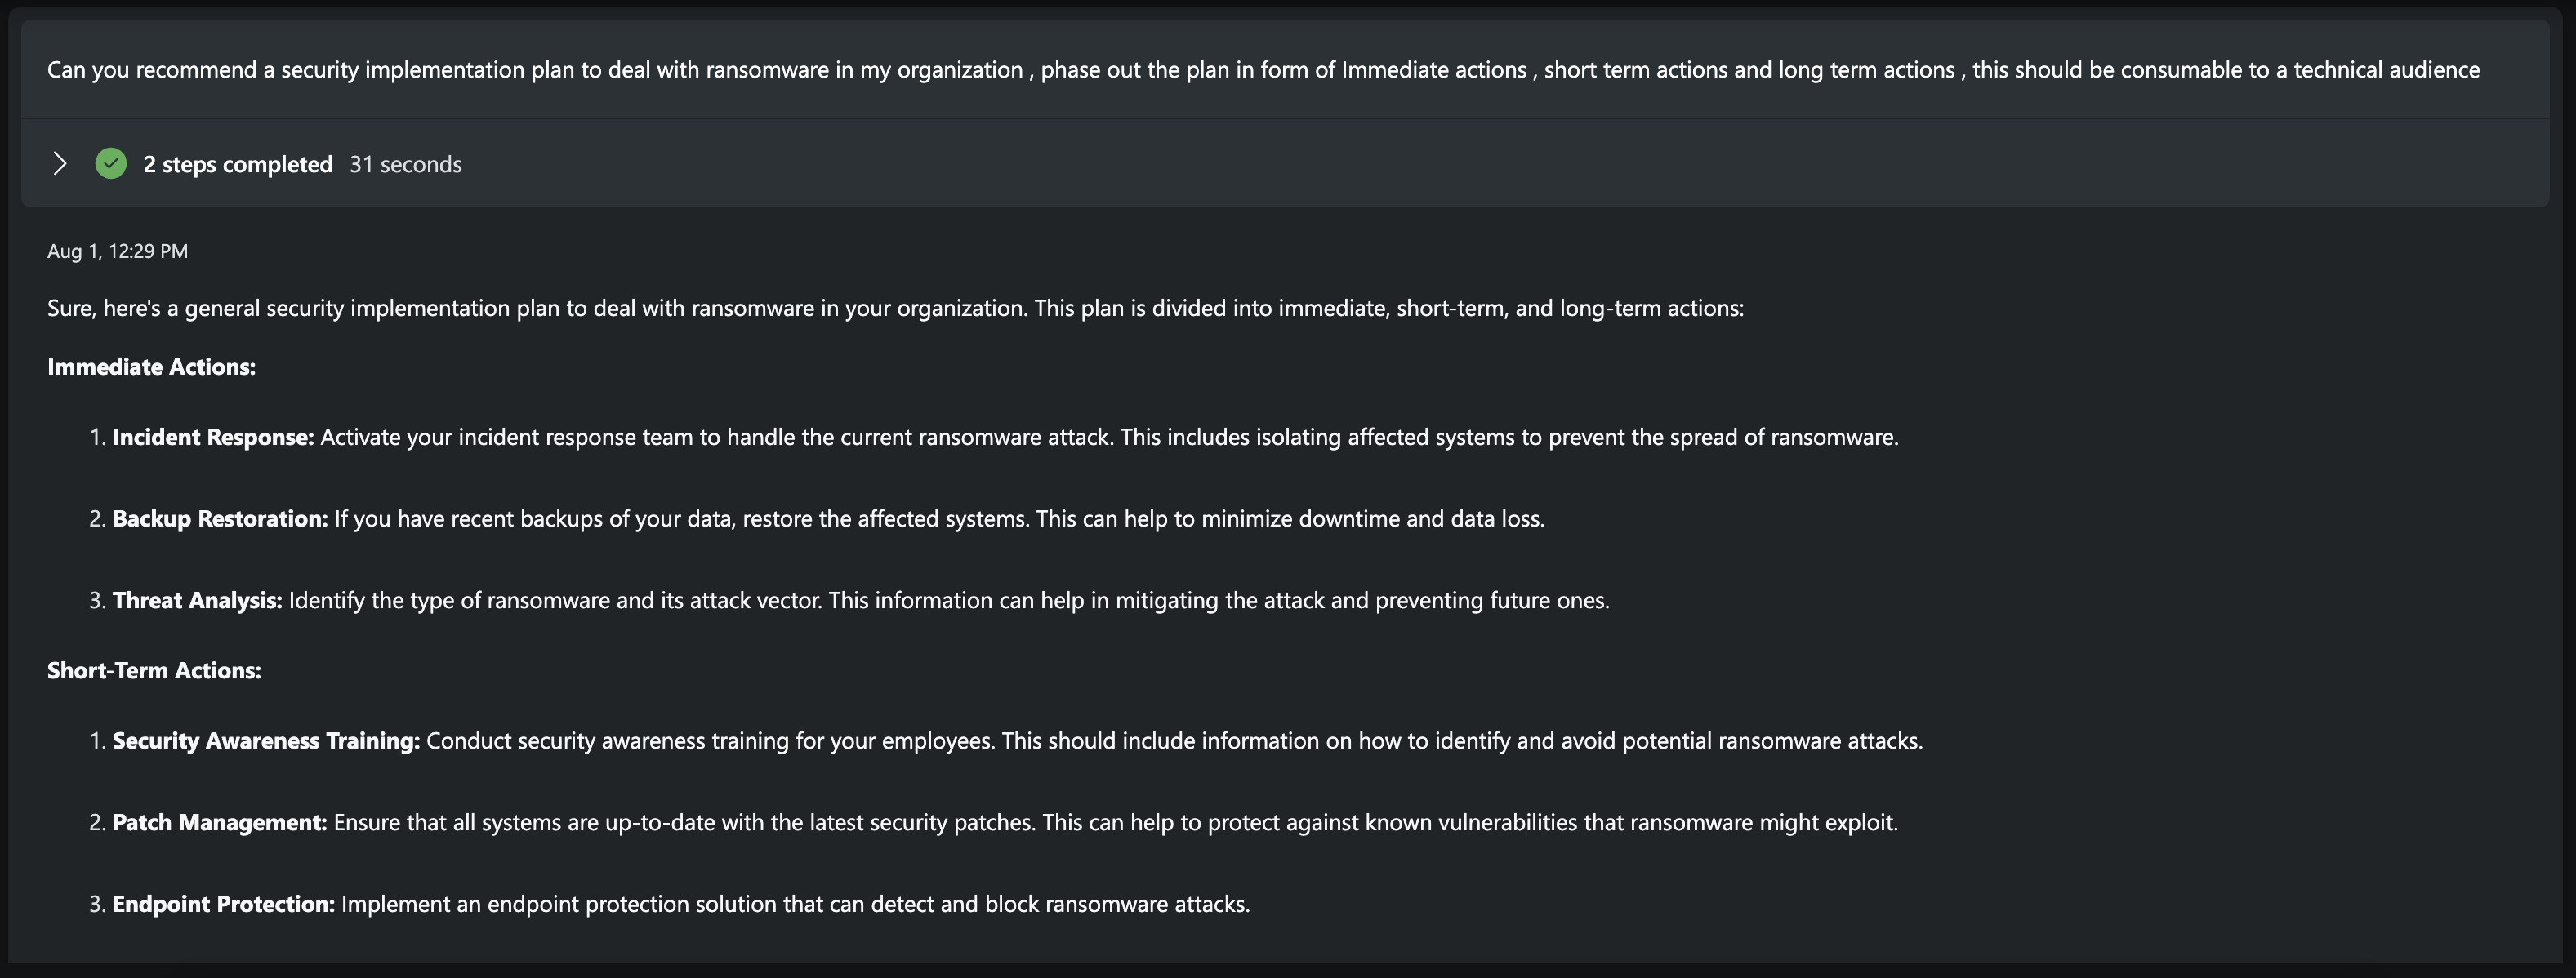 Can you recommend a security implementation plan to deal with ransomware in my organization , phase out the plan in form of Immediate actions , short term actions and long term actions , this should be consumable to a technical audience
2 steps completed 31 seconds
Aug 1, 12:29 PM
Sure, here's a general security implementation plan to deal with ransomware in your organization. This plan is divided into immediate, short-term, and long-term actions:
Immediate Actions:
1. Incident Response: Activate your incident response team to handle the current ransomware attack. This includes isolating affected systems to prevent the spread of ransomware.
2. Backup Restoration: If you have recent backups of your data, restore the affected systems. This can help to minimize downtime and data loss.
3. Threat Analysis: Identify the type of ransomware and its attack vector. This information can help in mitigating the attack and preventing future ones.
Short-Term Actions:
1. Security Awareness Training: Conduct security awareness training for your employees. This should include information on how to identify and avoid potential ransomware attacks.
2. Patch Management: Ensure that all systems are up-to-date with the latest security patches. This can help to protect against known vulnerabilities that ransomware might exploit.
3. Endpoint Protection: Implement an endpoint protection solution that can detect and block ransomware attacks.